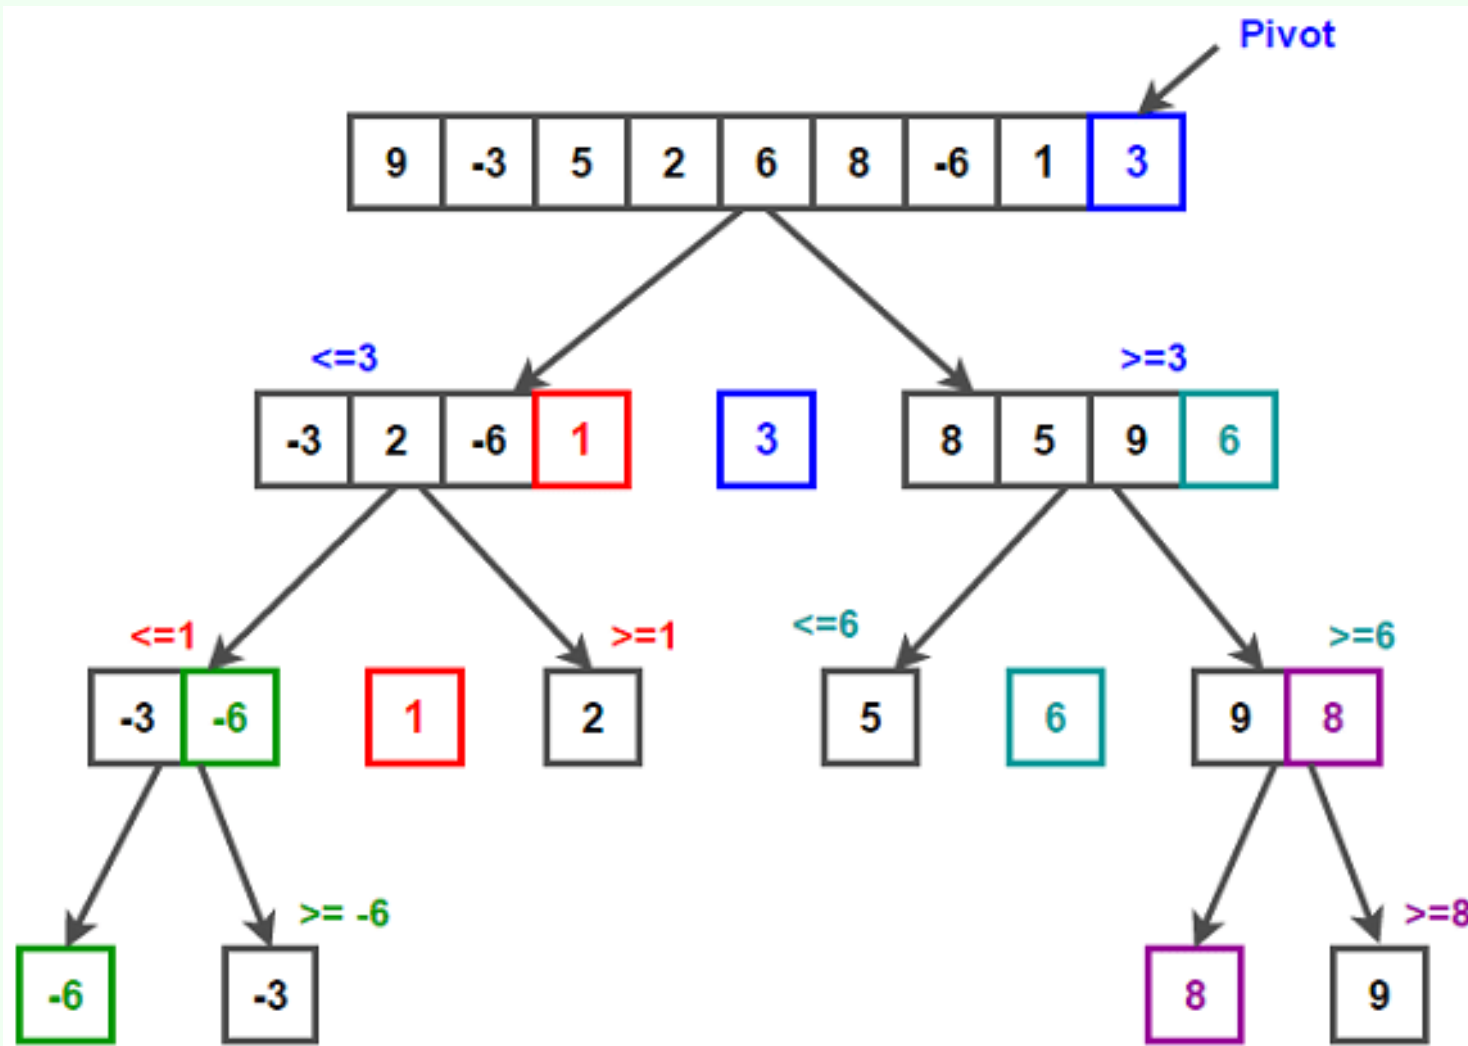 Pivot
9 -3 5 2 6 8 -6 1 3
<=3 >=3
-3 2 -6 1 3 8 5 9 6
<=1 >=1 <=6 >=6
-3 -6 1 2 5 6 9 8
>= -6 >=8
-6 -3 8 9